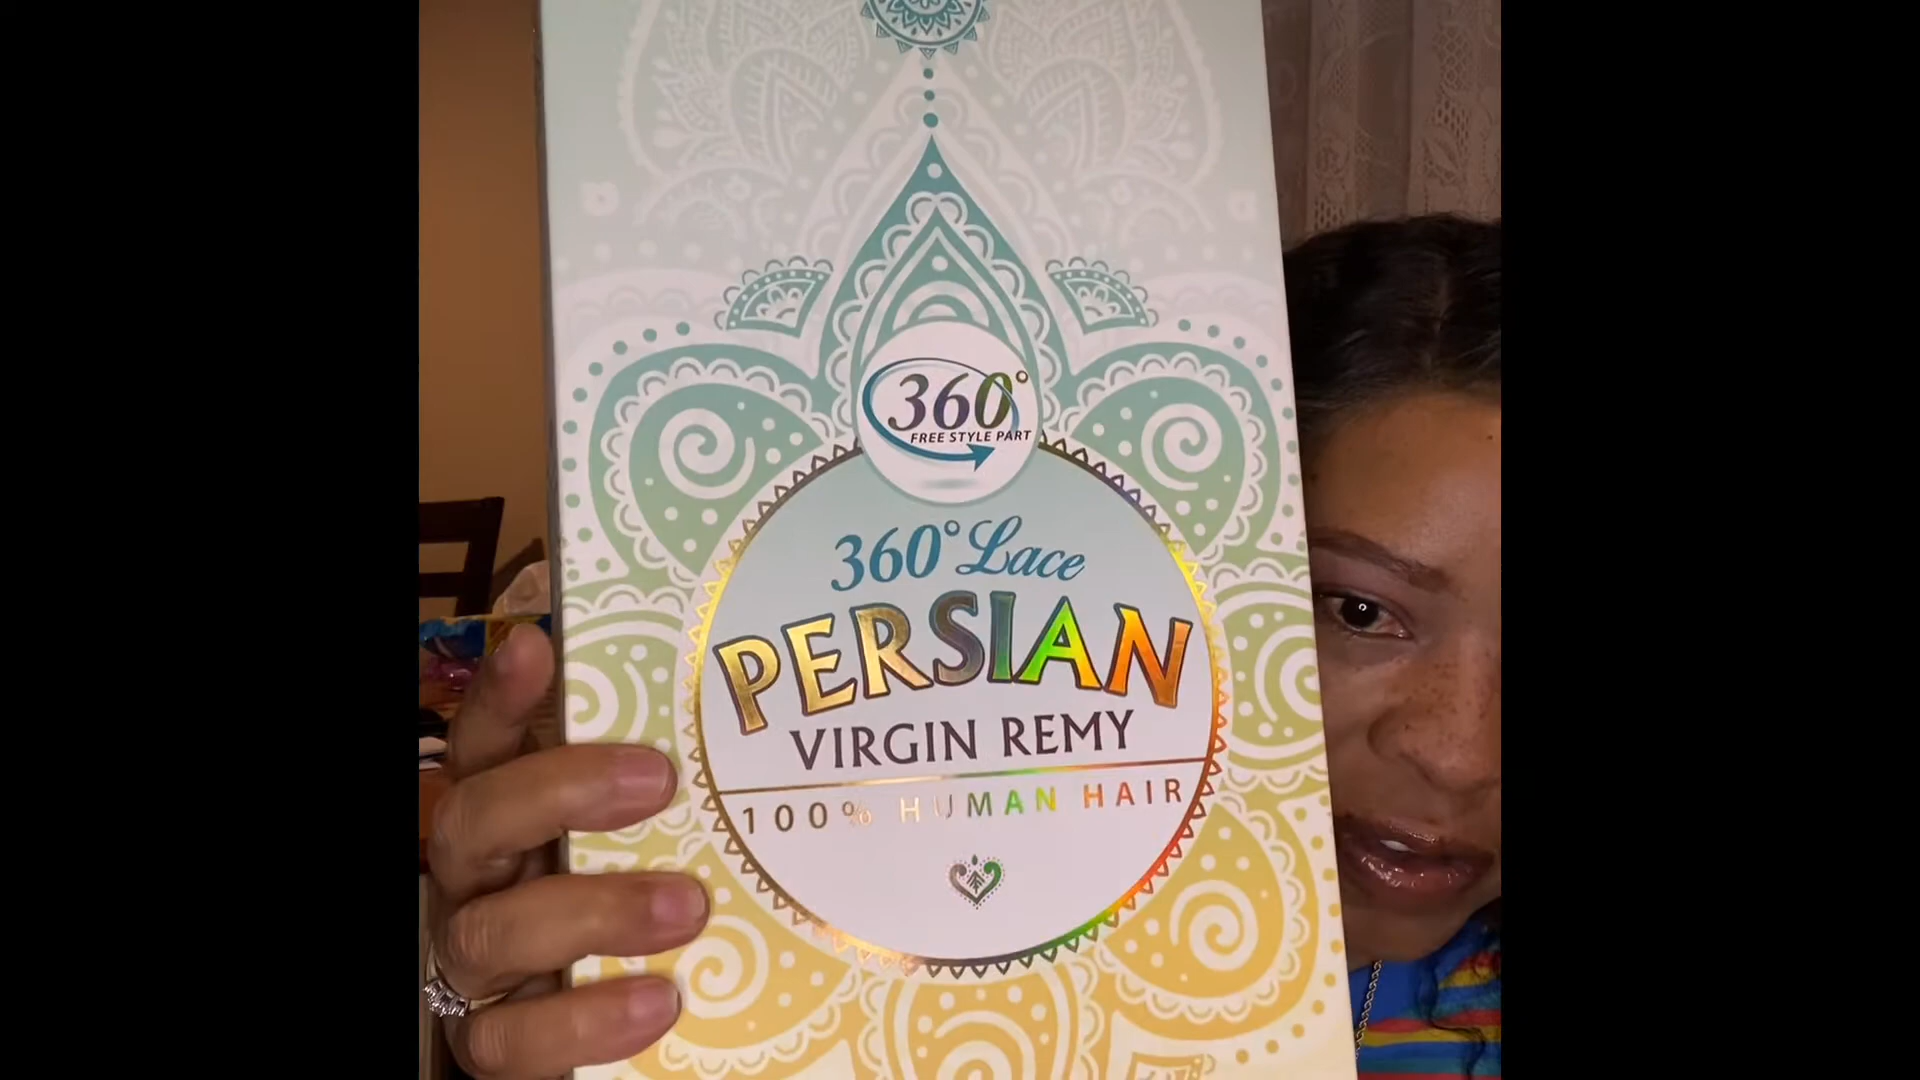 360°
FREE STYLE PART
360° Lace
PERSIAN
VIRGIN REMY
100% HUMAN HAIR